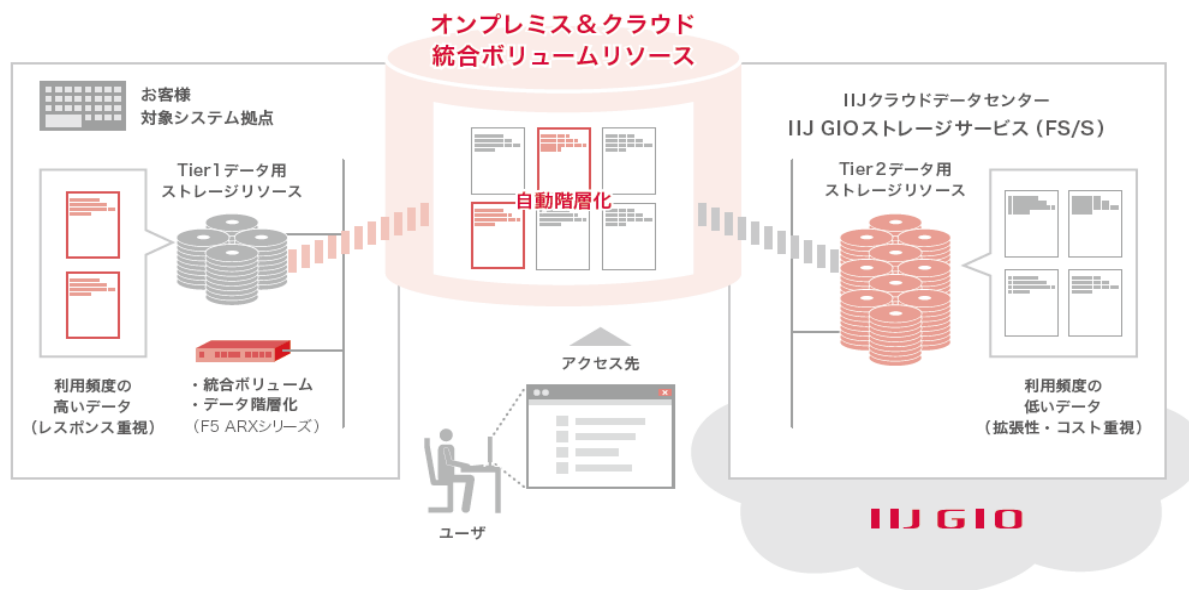 オンプレミス＆クラウド
統合ボリュームリソース
お客様
対象システム拠点
Tier1データ用
ストレージリソース
利用頻度の
高いデータ
（レスポンス重視）
・統合ボリューム
・データ階層化
（F5 ARXシリーズ）
自動階層化
アクセス先
ユーザ
IIJクラウドデータセンター
IIJ GIOストレージサービス（FS/S）
Tier2データ用
ストレージリソース
利用頻度の
低いデータ
（拡張性・コスト重視）
IIJ GIO